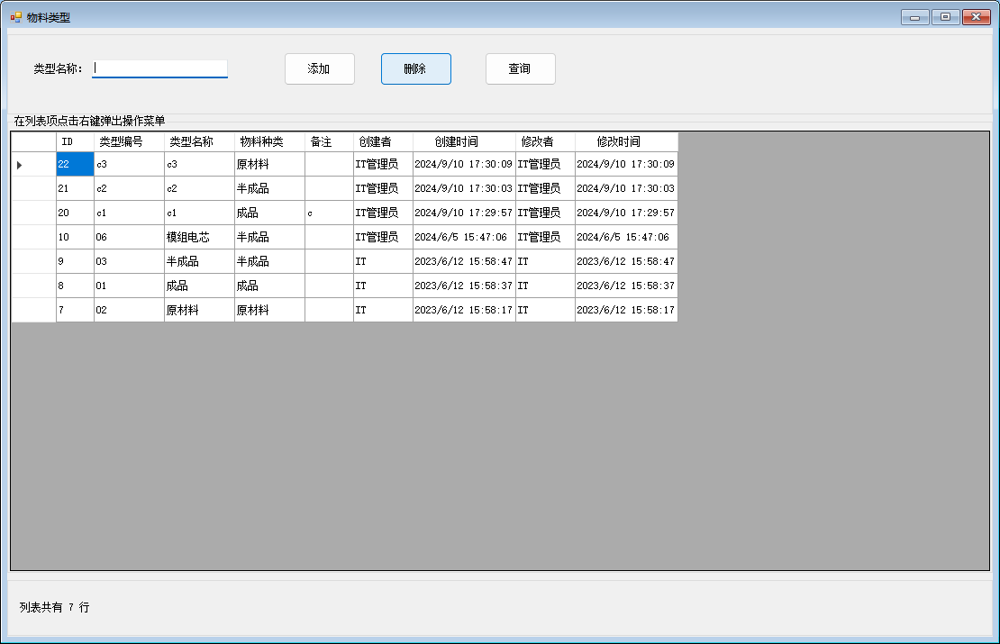 物料类型
类型名称: 添加 删除 查询
在列表项点击右键弹出操作菜单
ID 类型编号 类型名称 物料种类 备注 创建者 创建时间 修改者 修改时间
22 c3 c3 原材料 IT管理员 2024/9/10 17:30:09 IT管理员 2024/9/10 17:30:09
21 c2 c2 半成品 IT管理员 2024/9/10 17:30:03 IT管理员 2024/9/10 17:30:03
20 c1 c1 成品 c IT管理员 2024/9/10 17:29:57 IT管理员 2024/9/10 17:29:57
10 06 模组电芯 半成品 IT管理员 2024/6/5 15:47:06 IT管理员 2024/6/5 15:47:06
9 03 半成品 半成品 IT 2023/6/12 15:58:47 IT 2023/6/12 15:58:47
8 01 成品 成品 IT 2023/6/12 15:58:37 IT 2023/6/12 15:58:37
7 02 原材料 原材料 IT 2023/6/12 15:58:17 IT 2023/6/12 15:58:17
列表共有 7 行